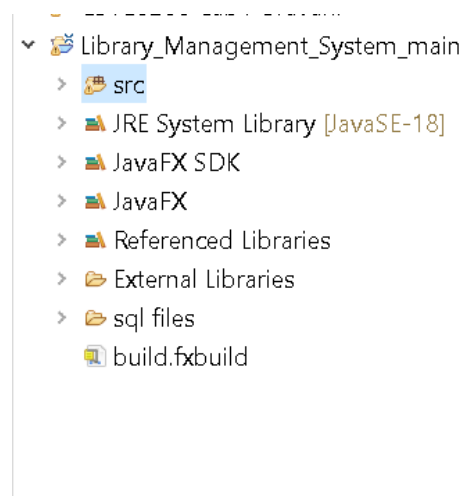 Library_Management_System_main
src
JRE System Library [JavaSE-18]
JavaFX SDK
JavaFX
Referenced Libraries
External Libraries
sql files
build.fxbuild